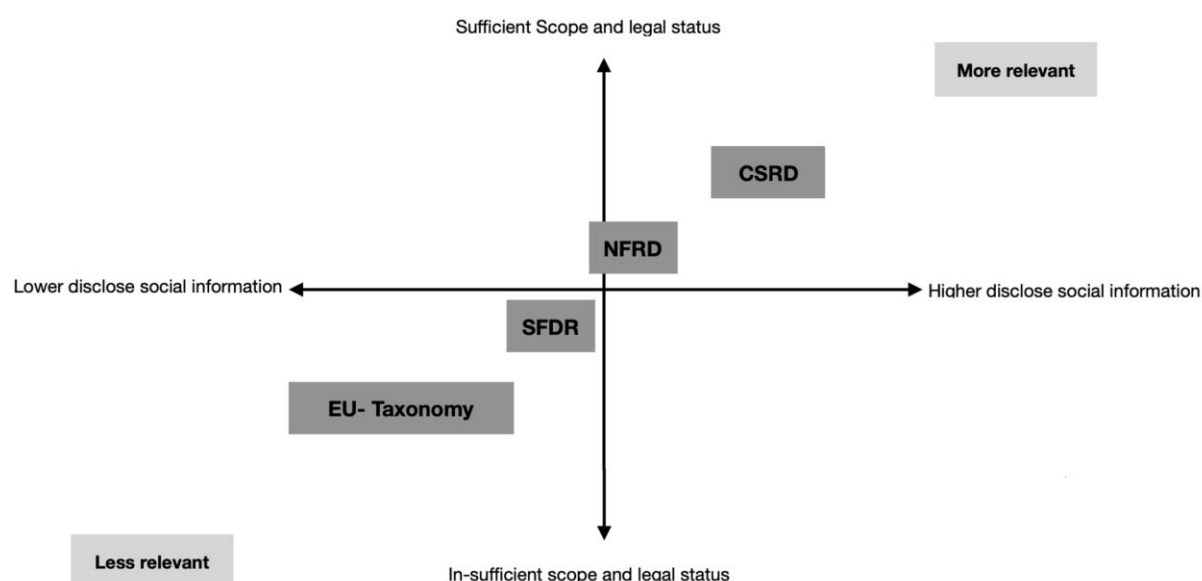 Sufficient Scope and legal status
More relevant
CSRD
NFRD
Lower disclose social information
Higher disclose social information
SFDR
EU- Taxonomy
Less relevant
In-sufficient scope and legal status